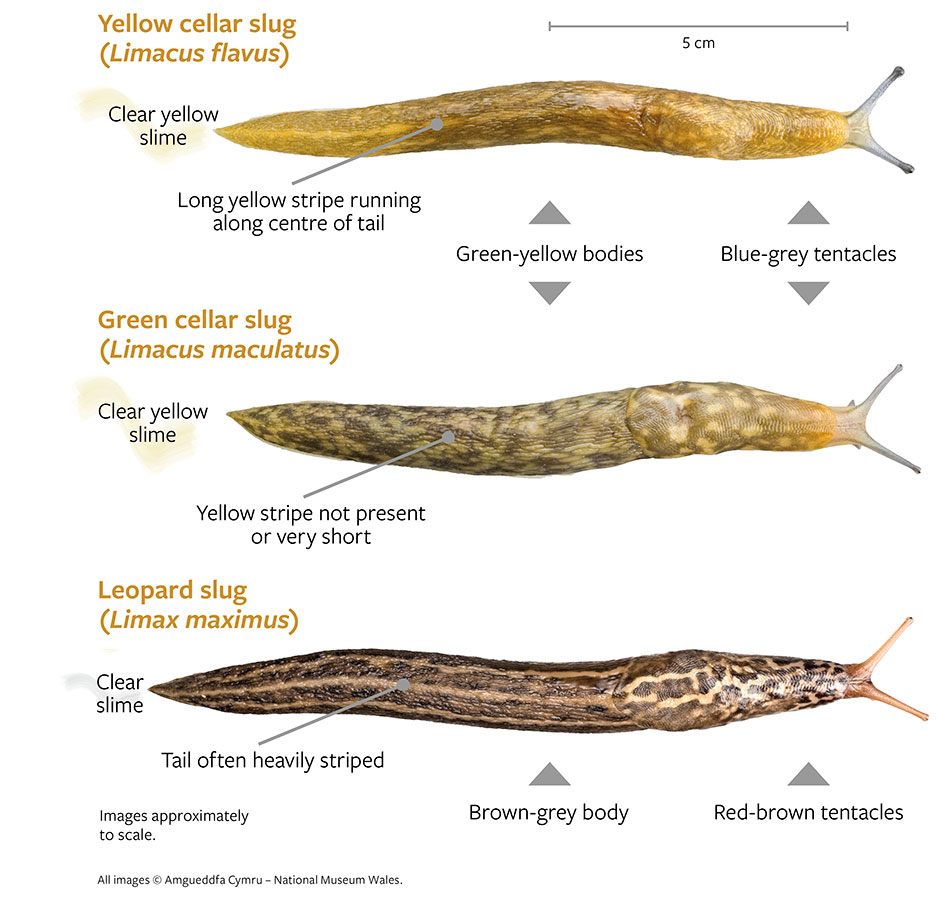 Yellow cellar slug
(Limacus flavus)
5 cm
Clear yellow
slime
Long yellow stripe running
along centre of tail
Green-yellow bodies
Blue-grey tentacles
Green cellar slug
(Limacus maculatus)
Clear yellow
slime
Yellow stripe not present
or very short
Leopard slug
(Limax maximus)
Clear
slime
Tail often heavily striped
Brown-grey body
Red-brown tentacles
Images approximately
to scale.
All images © Amgueddfa Cymru – National Museum Wales.